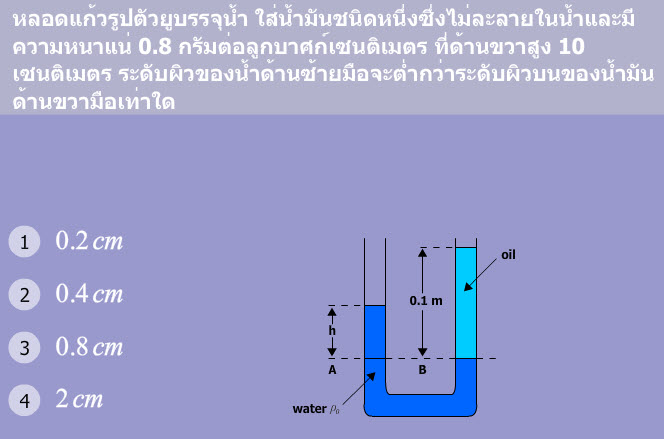 หลอดแก้วรูปตัวยูบรรจุน้ำ ใส่น้ำมันชนิดหนึ่งซึ่งไม่ละลายในน้ำและมี
ความหนาแน่ 0.8 กรัมต่อลูกบาศก์เซนติเมตร ที่ด้านขวาสูง 10
เซนติเมตร ระดับผิวของน้ำด้านซ้ายมือจะต่ำกว่าระดับผิวบนของน้ำมัน
ด้านขวามือเท่าใด
1 0.2 cm
2 0.4 cm
3 0.8 cm
4 2 cm
oil
0.1 m
h
A B
water ρ₀